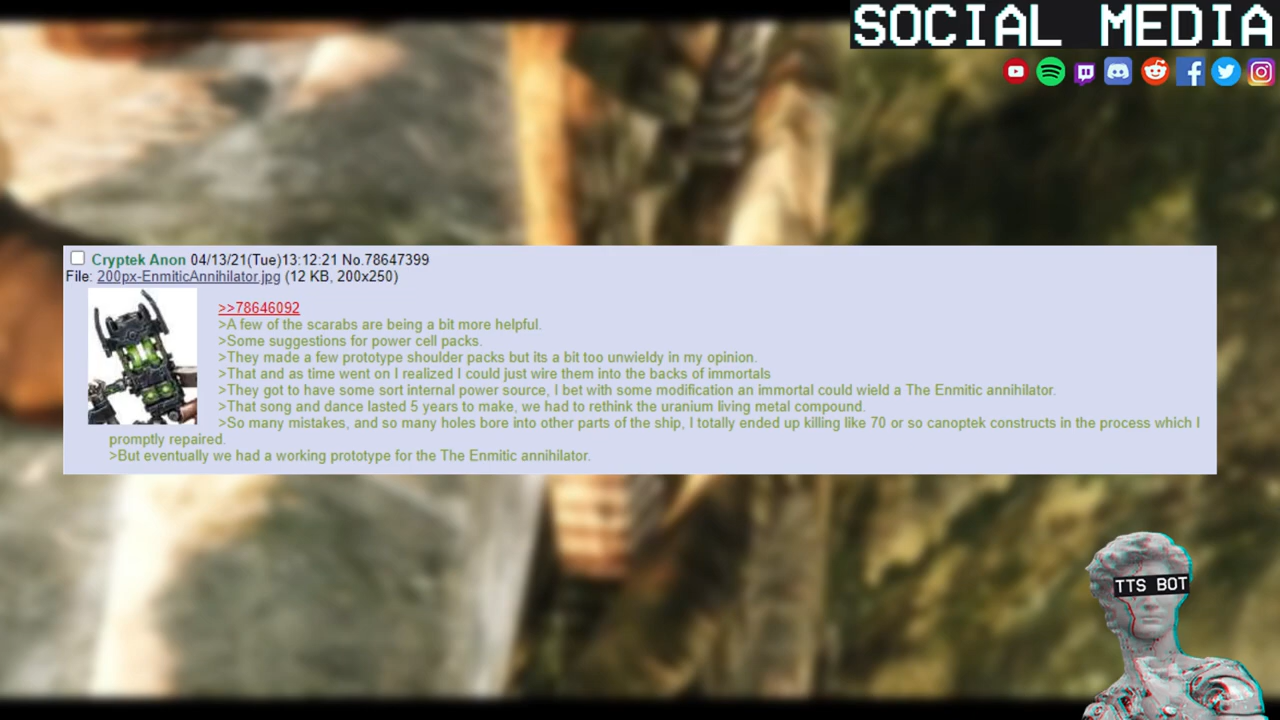 SOCIAL MEDIA
Cryptek Anon 04/13/21(Tue)13:12:21 No.78647399
File: 200px-EnmiticAnnihilator.jpg (12 KB, 200x250)
>>78646092
>A few of the scarabs are being a bit more helpful.
>Some suggestions for power cell packs.
>They made a few prototype shoulder packs but its a bit too unwieldy in my opinion.
>That and as time went on I realized I could just wire them into the backs of immortals
>They got to have some sort internal power source, I bet with some modification an immortal could wield a The Enmitic annihilator.
>That song and dance lasted 5 years to make, we had to rethink the uranium living metal compound.
>So many mistakes, and so many holes bore into other parts of the ship, I totally ended up killing like 70 or so canoptek constructs in the process which I
promptly repaired.
>But eventually we had a working prototype for the The Enmitic annihilator.
TTS BOT